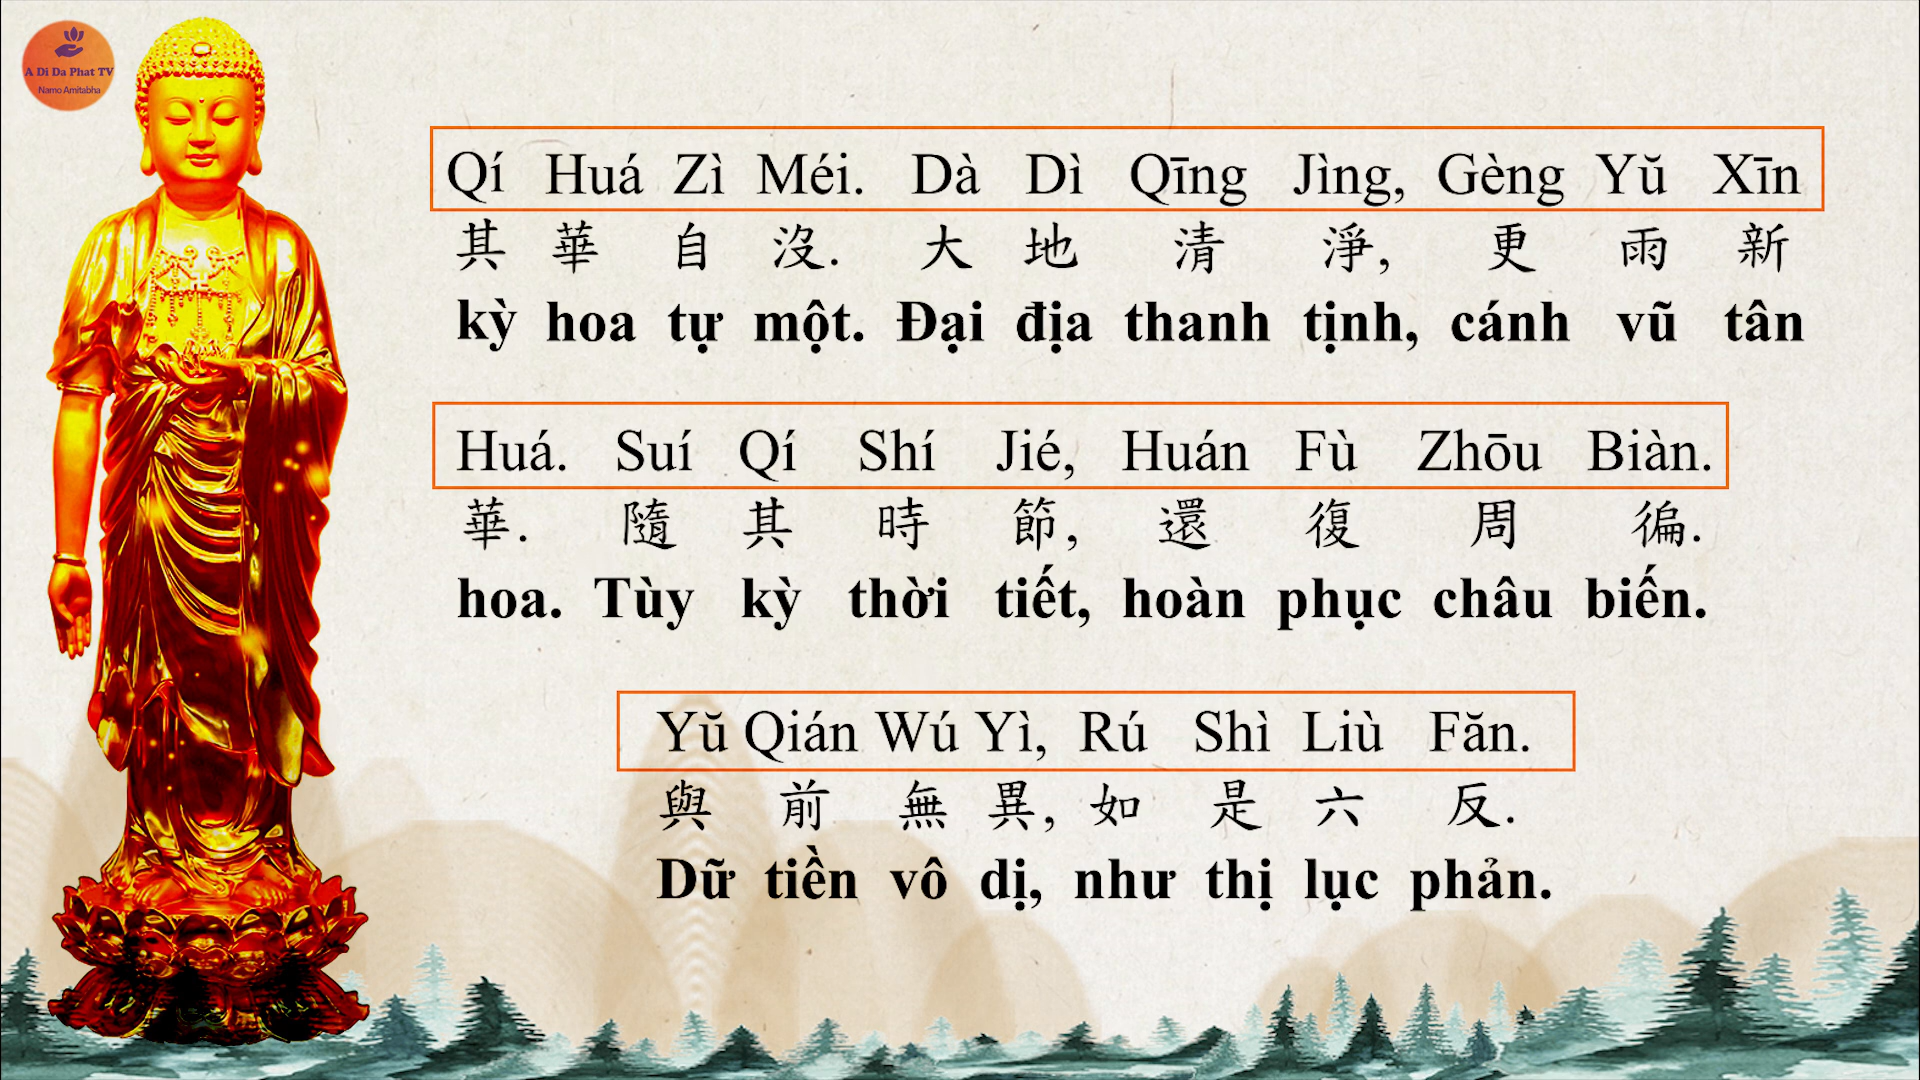 A Di Da Phat TV
Namo Amitabha
Qí Huá Zì Méi. Dà Dì Qīng Jìng, Gèng Yŭ Xīn
其 華 自 沒. 大 地 清 淨, 更 雨 新
kỳ hoa tự một. Đại địa thanh tịnh, cánh vũ tân
Huá. Suí Qí Shí Jié, Huán Fù Zhōu Biàn.
華. 隨 其 時 節, 還 復 周 徧.
hoa. Tùy kỳ thời tiết, hoàn phục châu biến.
Yŭ Qián Wú Yì, Rú Shì Liù Făn.
與 前 無 異, 如 是 六 反.
Dữ tiền vô dị, như thị lục phản.